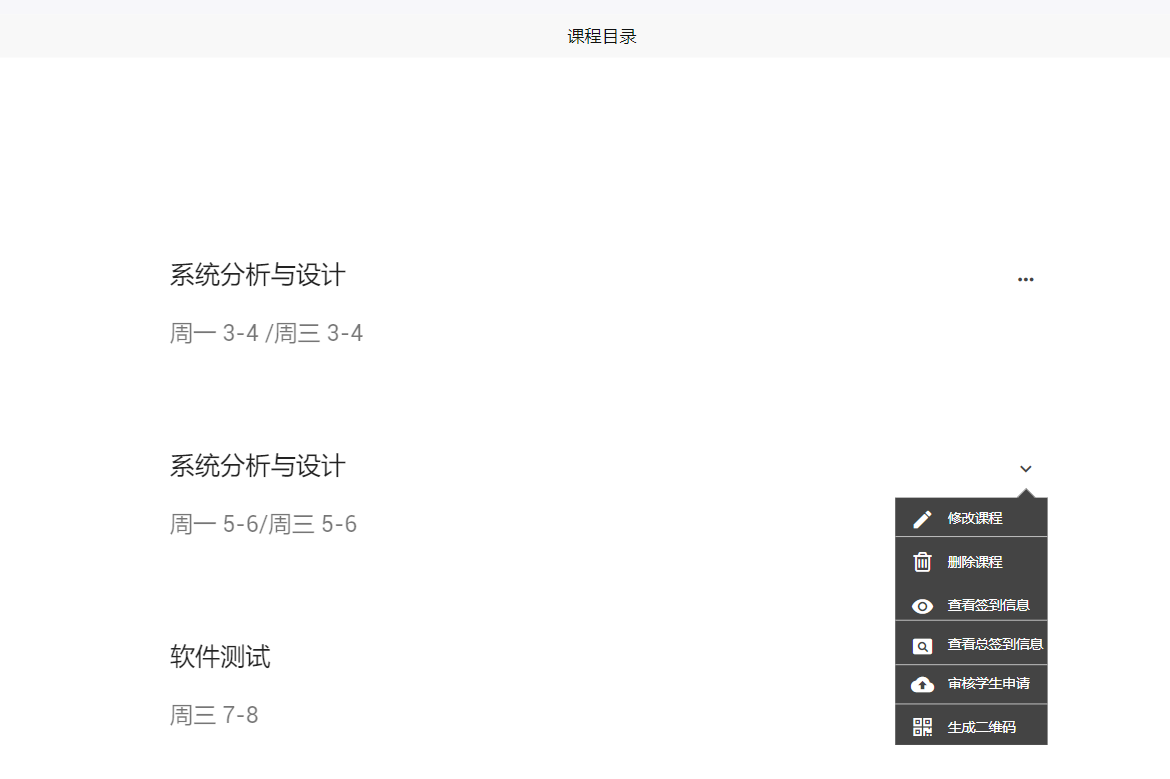 课程目录
系统分析与设计
周一 3-4 /周三 3-4
系统分析与设计
周一 5-6/周三 5-6
修改课程
删除课程
查看签到信息
查看总签到信息
审核学生申请
生成二维码
软件测试
周三 7-8